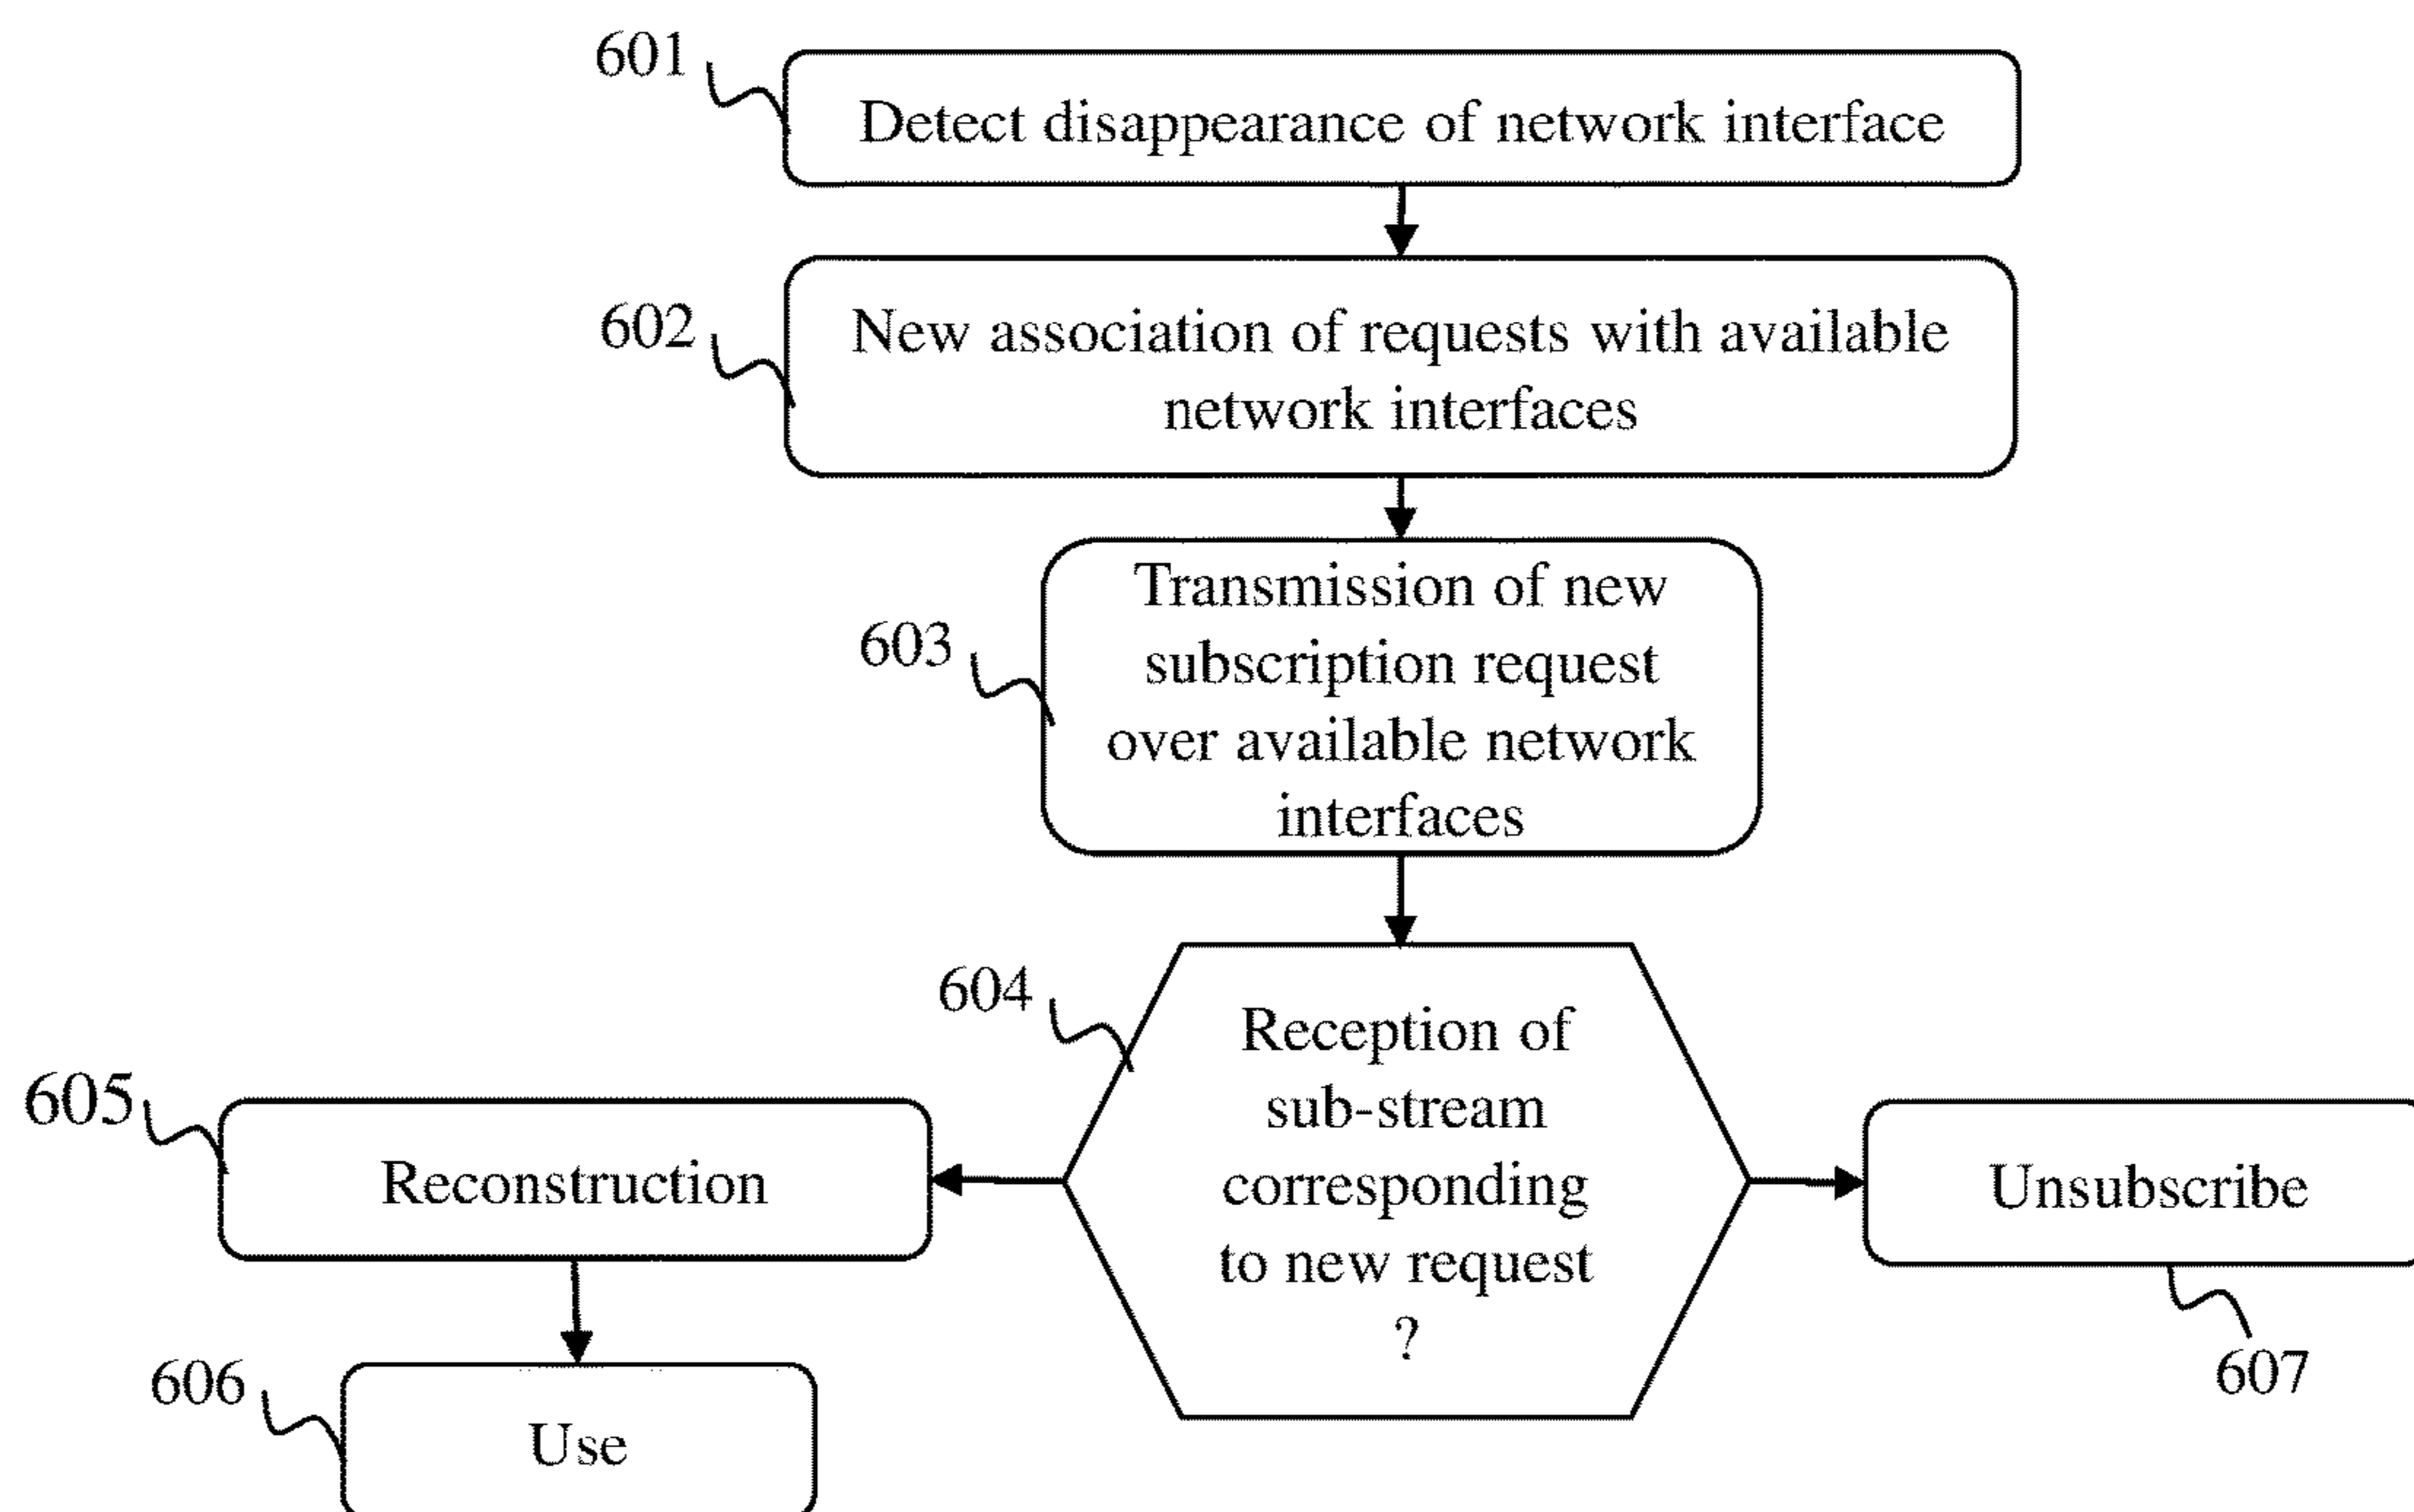 601
Detect disappearance of network interface
602
New association of requests with available
network interfaces
603
Transmission of new
subscription request
over available network
interfaces
604
Reception of
sub-stream
corresponding
to new request
?
605
Reconstruction
Unsubscribe
606
Use
607